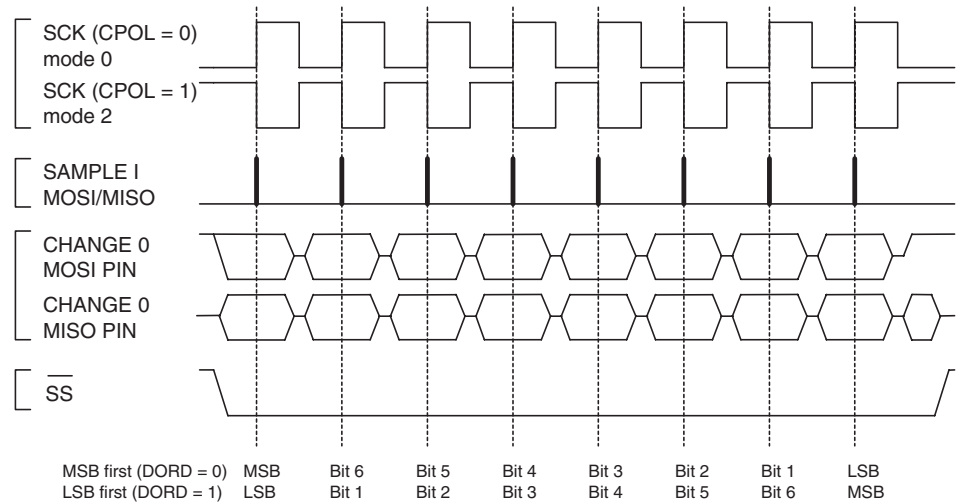 SCK (CPOL = 0)
mode 0
SCK (CPOL = 1)
mode 2
SAMPLE I
MOSI/MISO
CHANGE 0
MOSI PIN
CHANGE 0
MISO PIN
SS
MSB first (DORD = 0) MSB Bit 6 Bit 5 Bit 4 Bit 3 Bit 2 Bit 1 LSB
LSB first (DORD = 1) LSB Bit 1 Bit 2 Bit 3 Bit 4 Bit 5 Bit 6 MSB